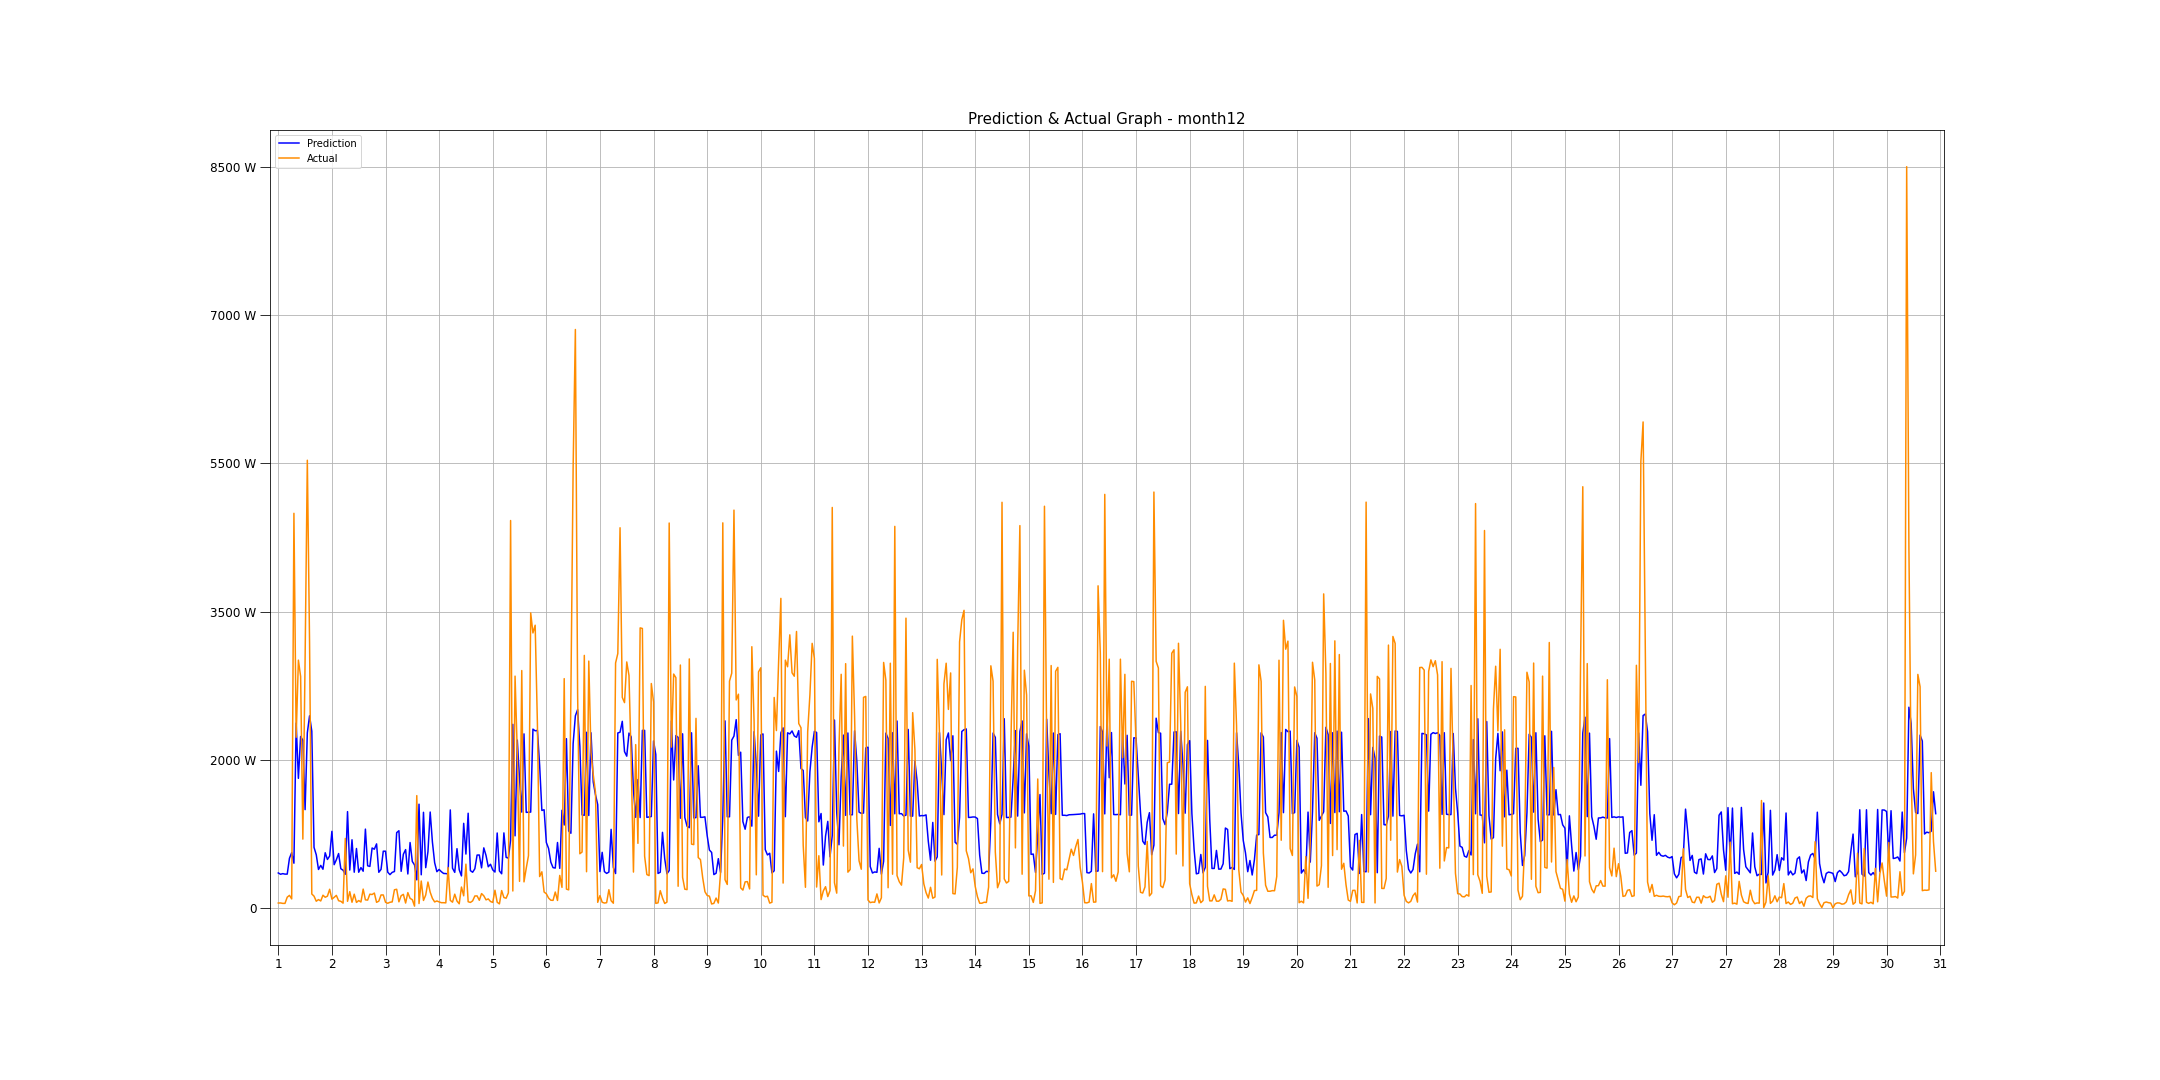 Prediction & Actual Graph - month12
Prediction
Actual
8500 W
7000 W
5500 W
3500 W
2000 W
0
1 2 3 4 5 6 7 8 9 10 11 12 13 14 15 16 17 18 19 20 21 22 23 24 25 26 27 27 28 29 30 31